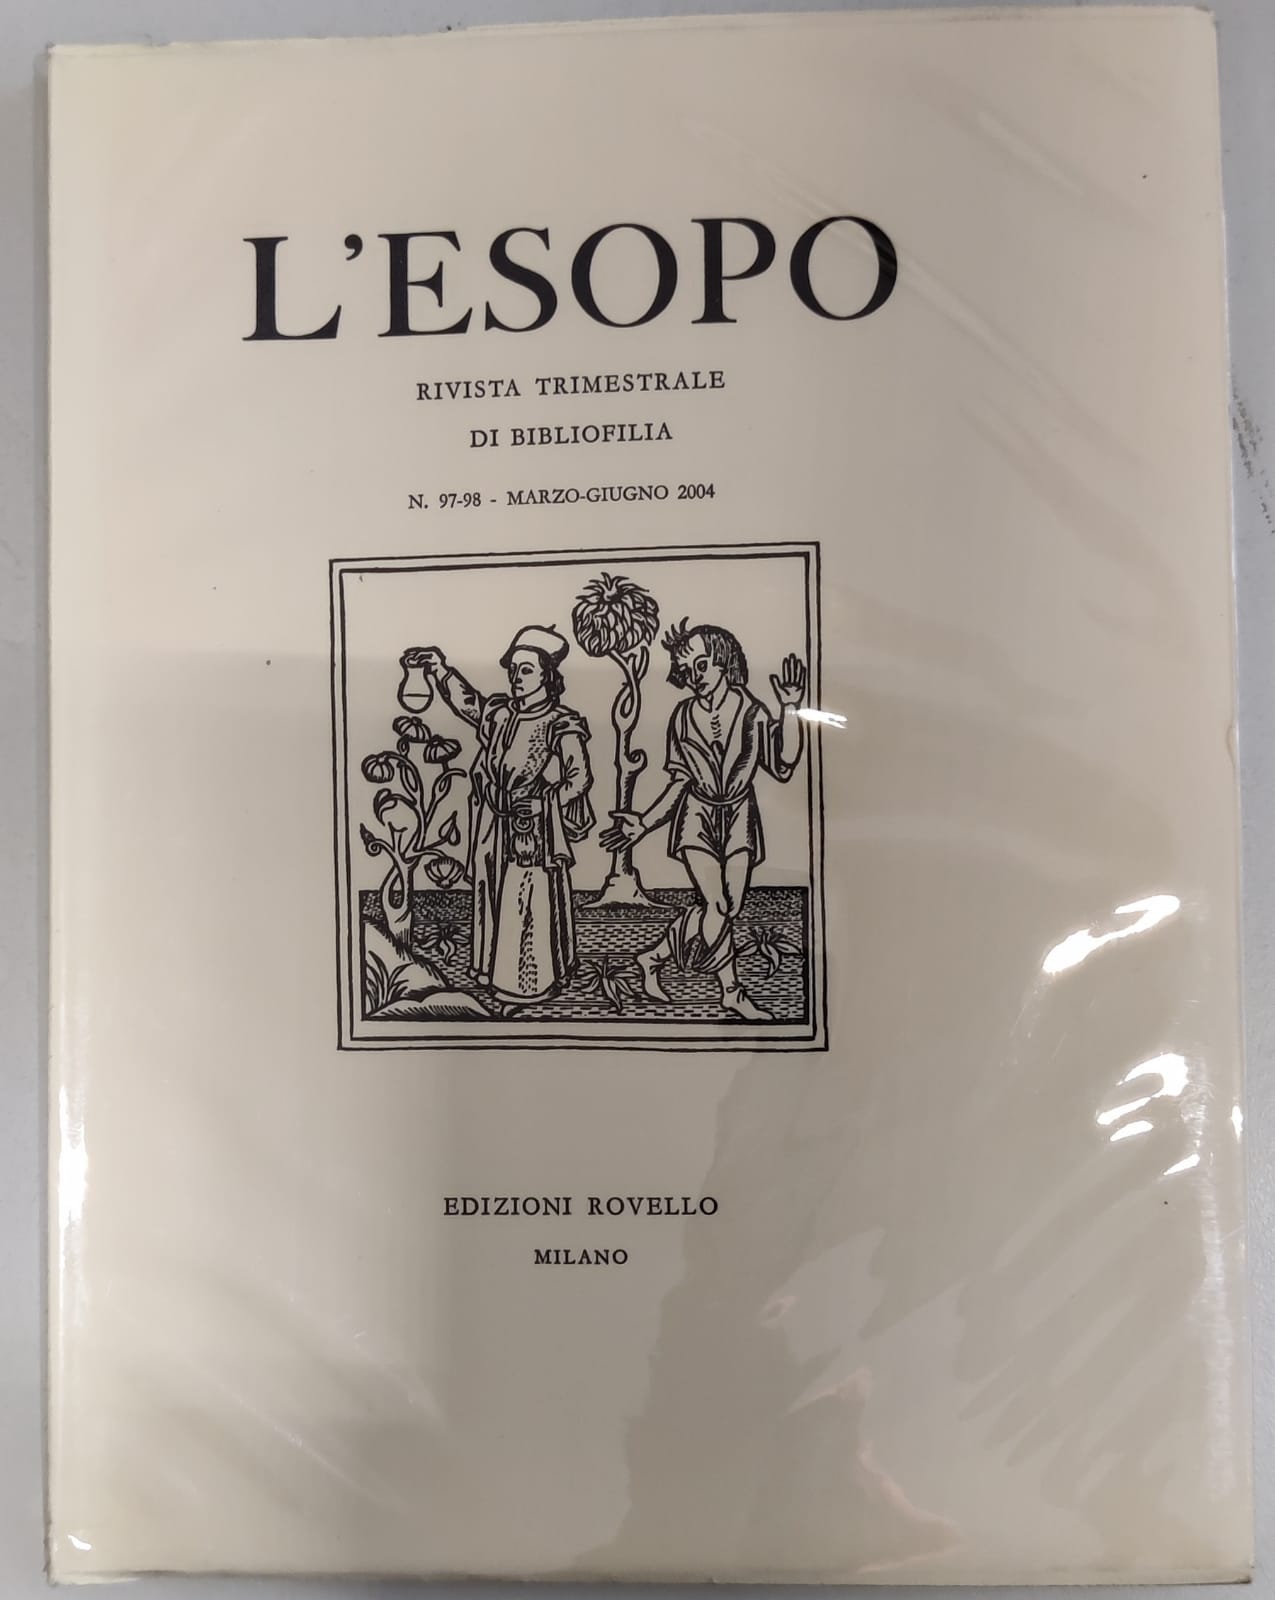 L'ESOPO
RIVISTA TRIMESTRALE
DI BIBLIOFILIA
N. 97-98 - MARZO-GIUGNO 2004
EDIZIONI ROVELLO
MILANO